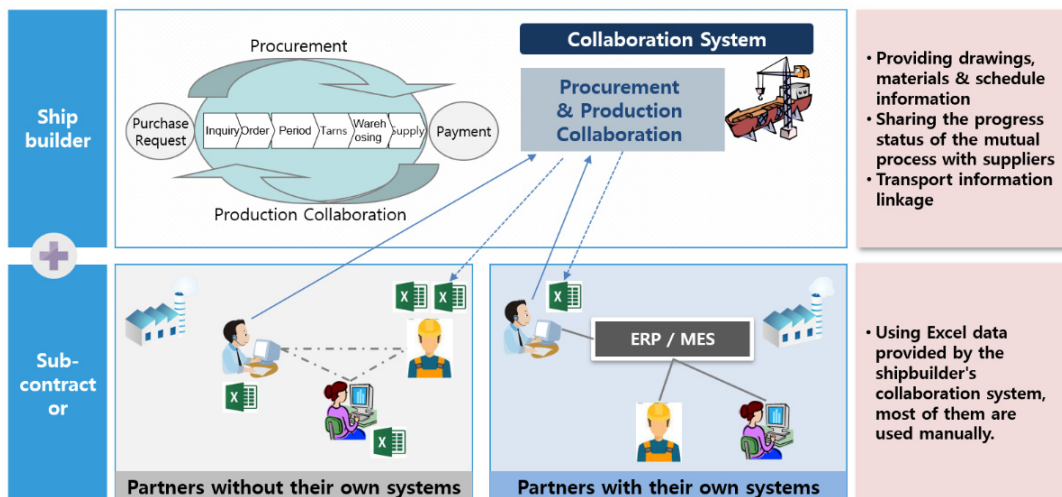 Ship
builder
Procurement
Purchase
Request
Inquiry
Order
Period
Tarns
Wareh
osing
Supply
Payment
Production Collaboration
Collaboration System
Procurement
& Production
Collaboration
• Providing drawings,
materials & schedule
information
• Sharing the progress
status of the mutual
process with suppliers
• Transport information
linkage
Sub-
contract
or
X
X
X
X
Partners without their own systems
X
ERP / MES
Partners with their own systems
• Using Excel data
provided by the
shipbuilder's
collaboration system,
most of them are
used manually.